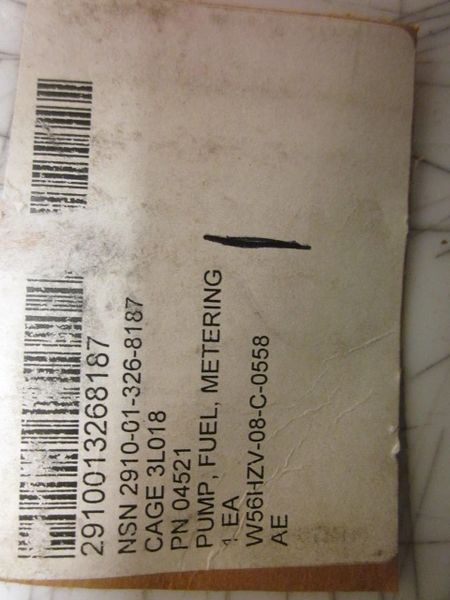 2910013268187
NSN 2910-01-326-8187
CAGE 3L018
PN 04521
PUMP, FUEL, METERING
1 EA
W56HZV-08-C-0558
AE